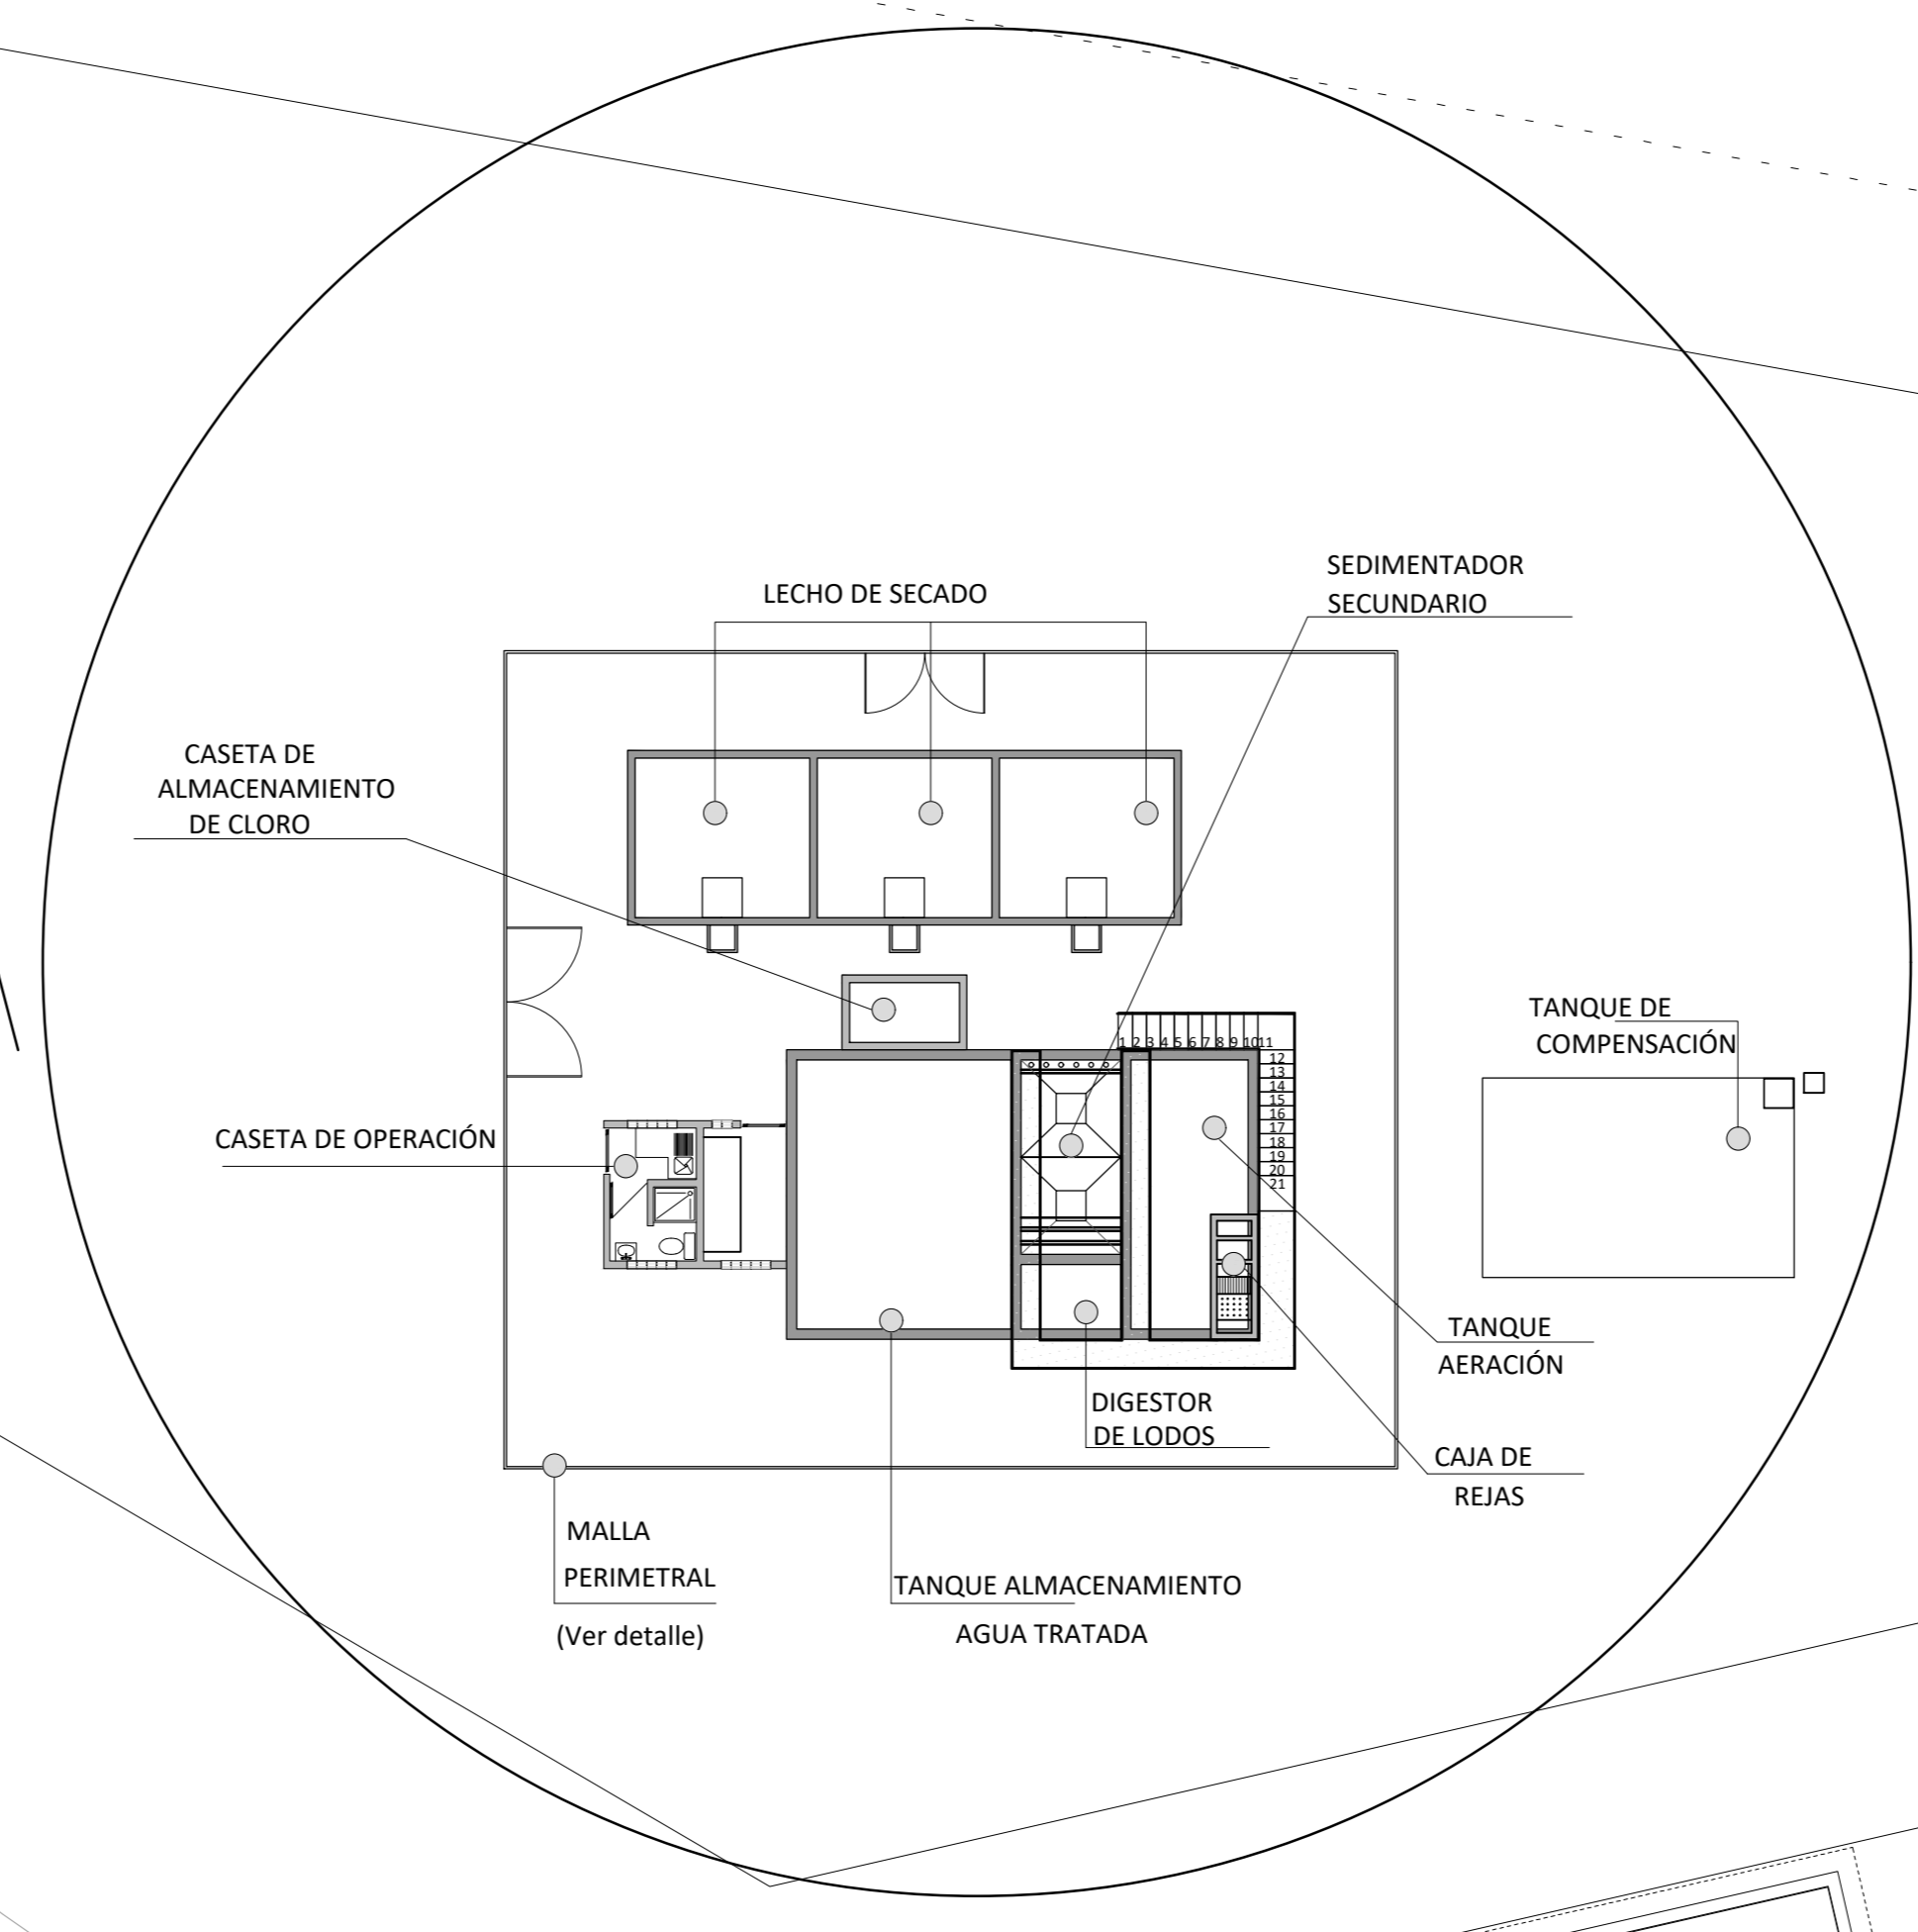 SEDIMENTADOR
SECUNDARIO
LECHO DE SECADO
CASETA DE
ALMACENAMIENTO
DE CLORO
TANQUE DE
COMPENSACIÓN
1 2 3 4 5 6 7 8 9 10 11
12
13
14
15
16
17
18
19
20
21
CASETA DE OPERACIÓN
TANQUE
AERACIÓN
DIGESTOR
DE LODOS
CAJA DE
REJAS
MALLA
PERIMETRAL
(Ver detalle)
TANQUE ALMACENAMIENTO
AGUA TRATADA